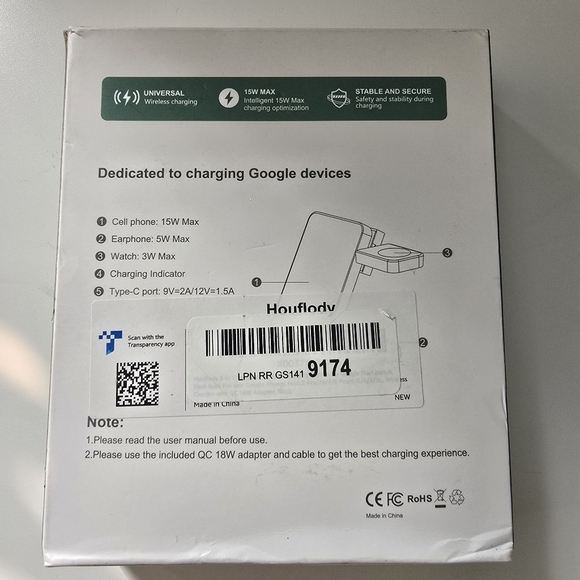 UNIVERSAL
Wireless charging
15W MAX
Intelligent 15W Max
charging optimization
STABLE AND SECURE
Safety and stability during
charging
Dedicated to charging Google devices
1 Cell phone: 15W Max
2 Earphone: 5W Max
3 Watch: 3W Max
4 Charging Indicator
5 Type-C port: 9V=2A/12V=1.5A
1
3
2
Houflody
Scan with the
Transparency app
LPN RR GS141 9174
Made in China
NEW
Note:
1.Please read the user manual before use.
2.Please use the included QC 18W adapter and cable to get the best charging experience.
CE FC RoHS
Made in China